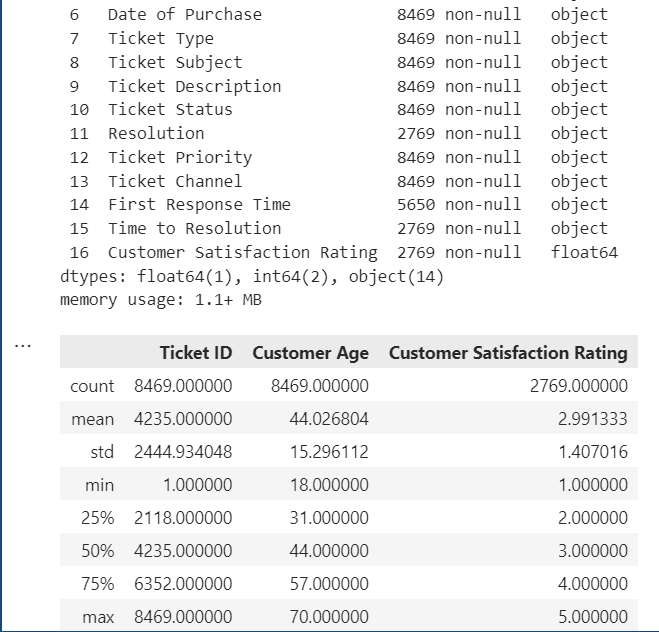 6 Date of Purchase 8469 non-null object
7 Ticket Type 8469 non-null object
8 Ticket Subject 8469 non-null object
9 Ticket Description 8469 non-null object
10 Ticket Status 8469 non-null object
11 Resolution 2769 non-null object
12 Ticket Priority 8469 non-null object
13 Ticket Channel 8469 non-null object
14 First Response Time 5650 non-null object
15 Time to Resolution 2769 non-null object
16 Customer Satisfaction Rating 2769 non-null float64
dtypes: float64(1), int64(2), object(14)
memory usage: 1.1+ MB
...
Ticket ID Customer Age Customer Satisfaction Rating
count 8469.000000 8469.000000 2769.000000
mean 4235.000000 44.026804 2.991333
std 2444.934048 15.296112 1.407016
min 1.000000 18.000000 1.000000
25% 2118.000000 31.000000 2.000000
50% 4235.000000 44.000000 3.000000
75% 6352.000000 57.000000 4.000000
max 8469.000000 70.000000 5.000000